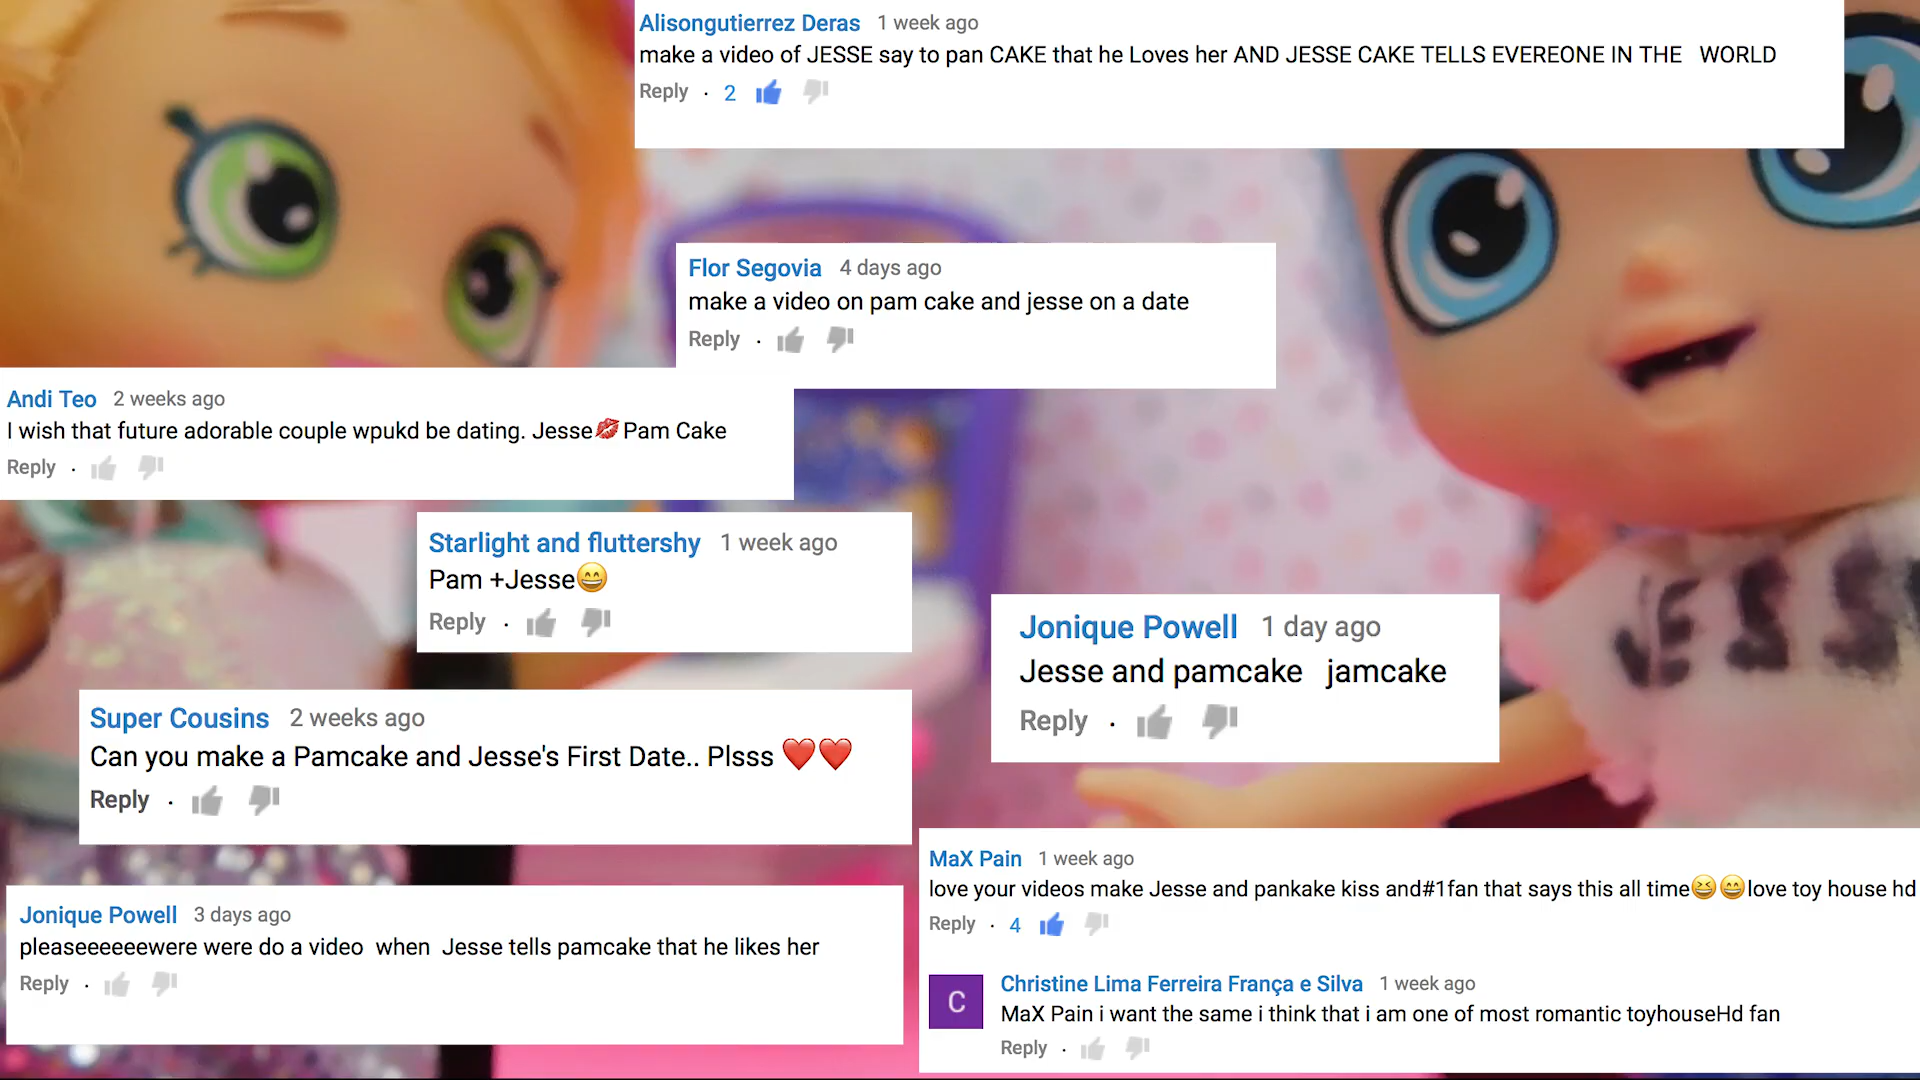 Alisongutierrez Deras 1 week ago
make a video of JESSE say to pan CAKE that he Loves her AND JESSE CAKE TELLS EVEREONE IN THE WORLD
Reply · 2
Flor Segovia 4 days ago
make a video on pam cake and jesse on a date
Reply ·
Andi Teo 2 weeks ago
I wish that future adorable couple wpukd be dating. Jesse💋Pam Cake
Reply ·
Starlight and fluttershy 1 week ago
Pam +Jesse😄
Reply ·
Jonique Powell 1 day ago
Jesse and pamcake jamcake
Reply ·
JESS
Super Cousins 2 weeks ago
Can you make a Pamcake and Jesse's First Date.. Plsss ❤️❤️
Reply ·
Jonique Powell 3 days ago
pleaseeeeeewere were do a video when Jesse tells pamcake that he likes her
Reply ·
MaX Pain 1 week ago
love your videos make Jesse and pankake kiss and#1fan that says this all time😆😄love toy house hd
Reply · 4
C
Christine Lima Ferreira França e Silva 1 week ago
MaX Pain i want the same i think that i am one of most romantic toyhouseHd fan
Reply ·